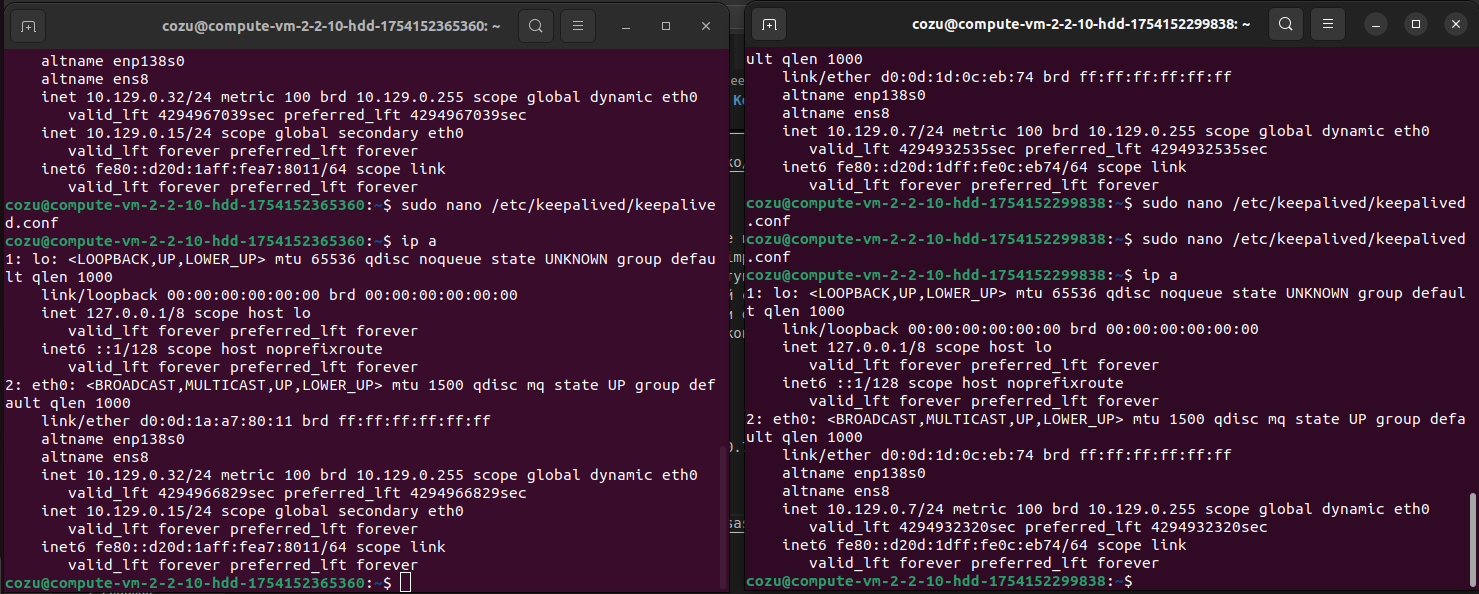 cozu@compute-vm-2-2-10-hdd-1754152365360: ~
altname enp138s0
altname ens8
inet 10.129.0.32/24 metric 100 brd 10.129.0.255 scope global dynamic eth0
valid_lft 4294967039sec preferred_lft 4294967039sec
inet 10.129.0.15/24 scope global secondary eth0
valid_lft forever preferred_lft forever
inet6 fe80::d20d:1aff:fea7:8011/64 scope link
valid_lft forever preferred_lft forever
cozu@compute-vm-2-2-10-hdd-1754152365360:~$ sudo nano /etc/keepalived/keepalive
d.conf
cozu@compute-vm-2-2-10-hdd-1754152365360:~$ ip a
1: lo: <LOOPBACK,UP,LOWER_UP> mtu 65536 qdisc noqueue state UNKNOWN group defau
lt qlen 1000
link/loopback 00:00:00:00:00:00 brd 00:00:00:00:00:00
inet 127.0.0.1/8 scope host lo
valid_lft forever preferred_lft forever
inet6 ::1/128 scope host noprefixroute
valid_lft forever preferred_lft forever
2: eth0: <BROADCAST,MULTICAST,UP,LOWER_UP> mtu 1500 qdisc mq state UP group def
ault qlen 1000
link/ether d0:0d:1a:a7:80:11 brd ff:ff:ff:ff:ff:ff
altname enp138s0
altname ens8
inet 10.129.0.32/24 metric 100 brd 10.129.0.255 scope global dynamic eth0
valid_lft 4294966829sec preferred_lft 4294966829sec
inet 10.129.0.15/24 scope global secondary eth0
valid_lft forever preferred_lft forever
inet6 fe80::d20d:1aff:fea7:8011/64 scope link
valid_lft forever preferred_lft forever
cozu@compute-vm-2-2-10-hdd-1754152365360:~$
cozu@compute-vm-2-2-10-hdd-1754152299838: ~
ult qlen 1000
link/ether d0:0d:1d:0c:eb:74 brd ff:ff:ff:ff:ff:ff
altname enp138s0
altname ens8
inet 10.129.0.7/24 metric 100 brd 10.129.0.255 scope global dynamic eth0
valid_lft 4294932535sec preferred_lft 4294932535sec
inet6 fe80::d20d:1dff:fe0c:eb74/64 scope link
valid_lft forever preferred_lft forever
cozu@compute-vm-2-2-10-hdd-1754152299838:~$ sudo nano /etc/keepalived/keepalived
.conf
cozu@compute-vm-2-2-10-hdd-1754152299838:~$ sudo nano /etc/keepalived/keepalived
.conf
cozu@compute-vm-2-2-10-hdd-1754152299838:~$ ip a
1: lo: <LOOPBACK,UP,LOWER_UP> mtu 65536 qdisc noqueue state UNKNOWN group defaul
t qlen 1000
link/loopback 00:00:00:00:00:00 brd 00:00:00:00:00:00
inet 127.0.0.1/8 scope host lo
valid_lft forever preferred_lft forever
inet6 ::1/128 scope host noprefixroute
valid_lft forever preferred_lft forever
2: eth0: <BROADCAST,MULTICAST,UP,LOWER_UP> mtu 1500 qdisc mq state UP group defa
ult qlen 1000
link/ether d0:0d:1d:0c:eb:74 brd ff:ff:ff:ff:ff:ff
altname enp138s0
altname ens8
inet 10.129.0.7/24 metric 100 brd 10.129.0.255 scope global dynamic eth0
valid_lft 4294932320sec preferred_lft 4294932320sec
inet6 fe80::d20d:1dff:fe0c:eb74/64 scope link
valid_lft forever preferred_lft forever
cozu@compute-vm-2-2-10-hdd-1754152299838:~$